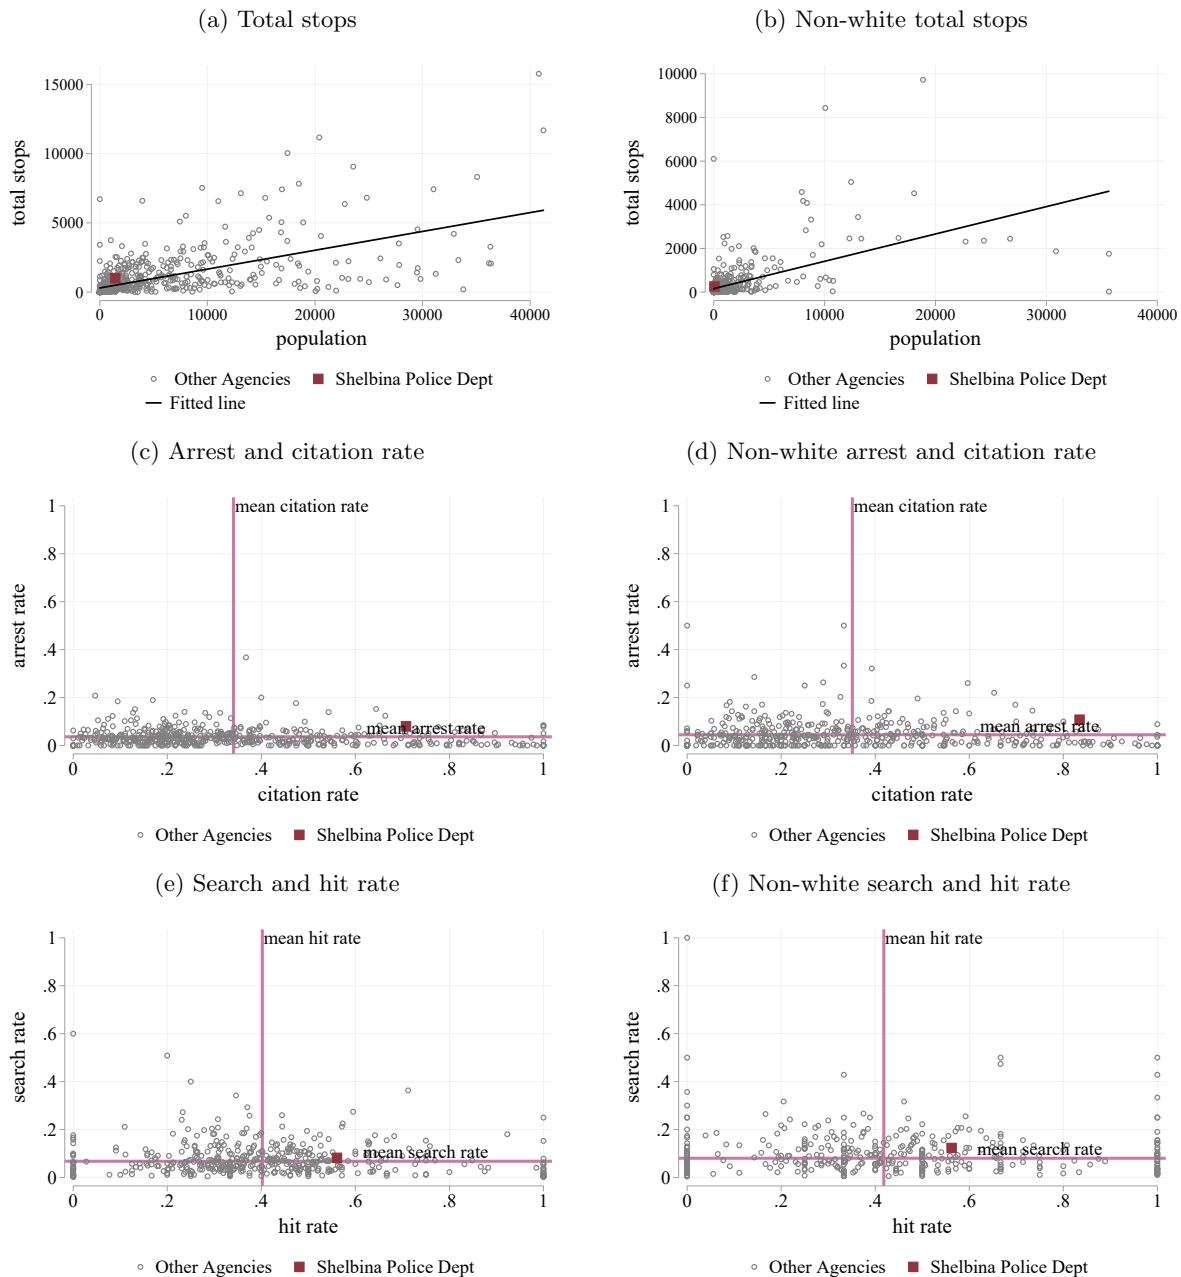 (a) Total stops
(b) Non-white total stops
15000
10000
5000
0
total stops
0 10000 20000 30000 40000
population
Other Agencies Shelbina Police Dept
Fitted line
10000
8000
6000
4000
2000
0
total stops
0 10000 20000 30000 40000
population
Other Agencies Shelbina Police Dept
Fitted line
(c) Arrest and citation rate
(d) Non-white arrest and citation rate
1
.8
.6
.4
.2
0
arrest rate
mean citation rate
mean arrest rate
0 .2 .4 .6 .8 1
citation rate
Other Agencies Shelbina Police Dept
1
.8
.6
.4
.2
0
arrest rate
mean citation rate
mean arrest rate
0 .2 .4 .6 .8 1
citation rate
Other Agencies Shelbina Police Dept
(e) Search and hit rate
(f) Non-white search and hit rate
1
.8
.6
.4
.2
0
search rate
mean hit rate
mean search rate
0 .2 .4 .6 .8 1
hit rate
Other Agencies Shelbina Police Dept
1
.8
.6
.4
.2
0
search rate
mean hit rate
mean search rate
0 .2 .4 .6 .8 1
hit rate
Other Agencies Shelbina Police Dept